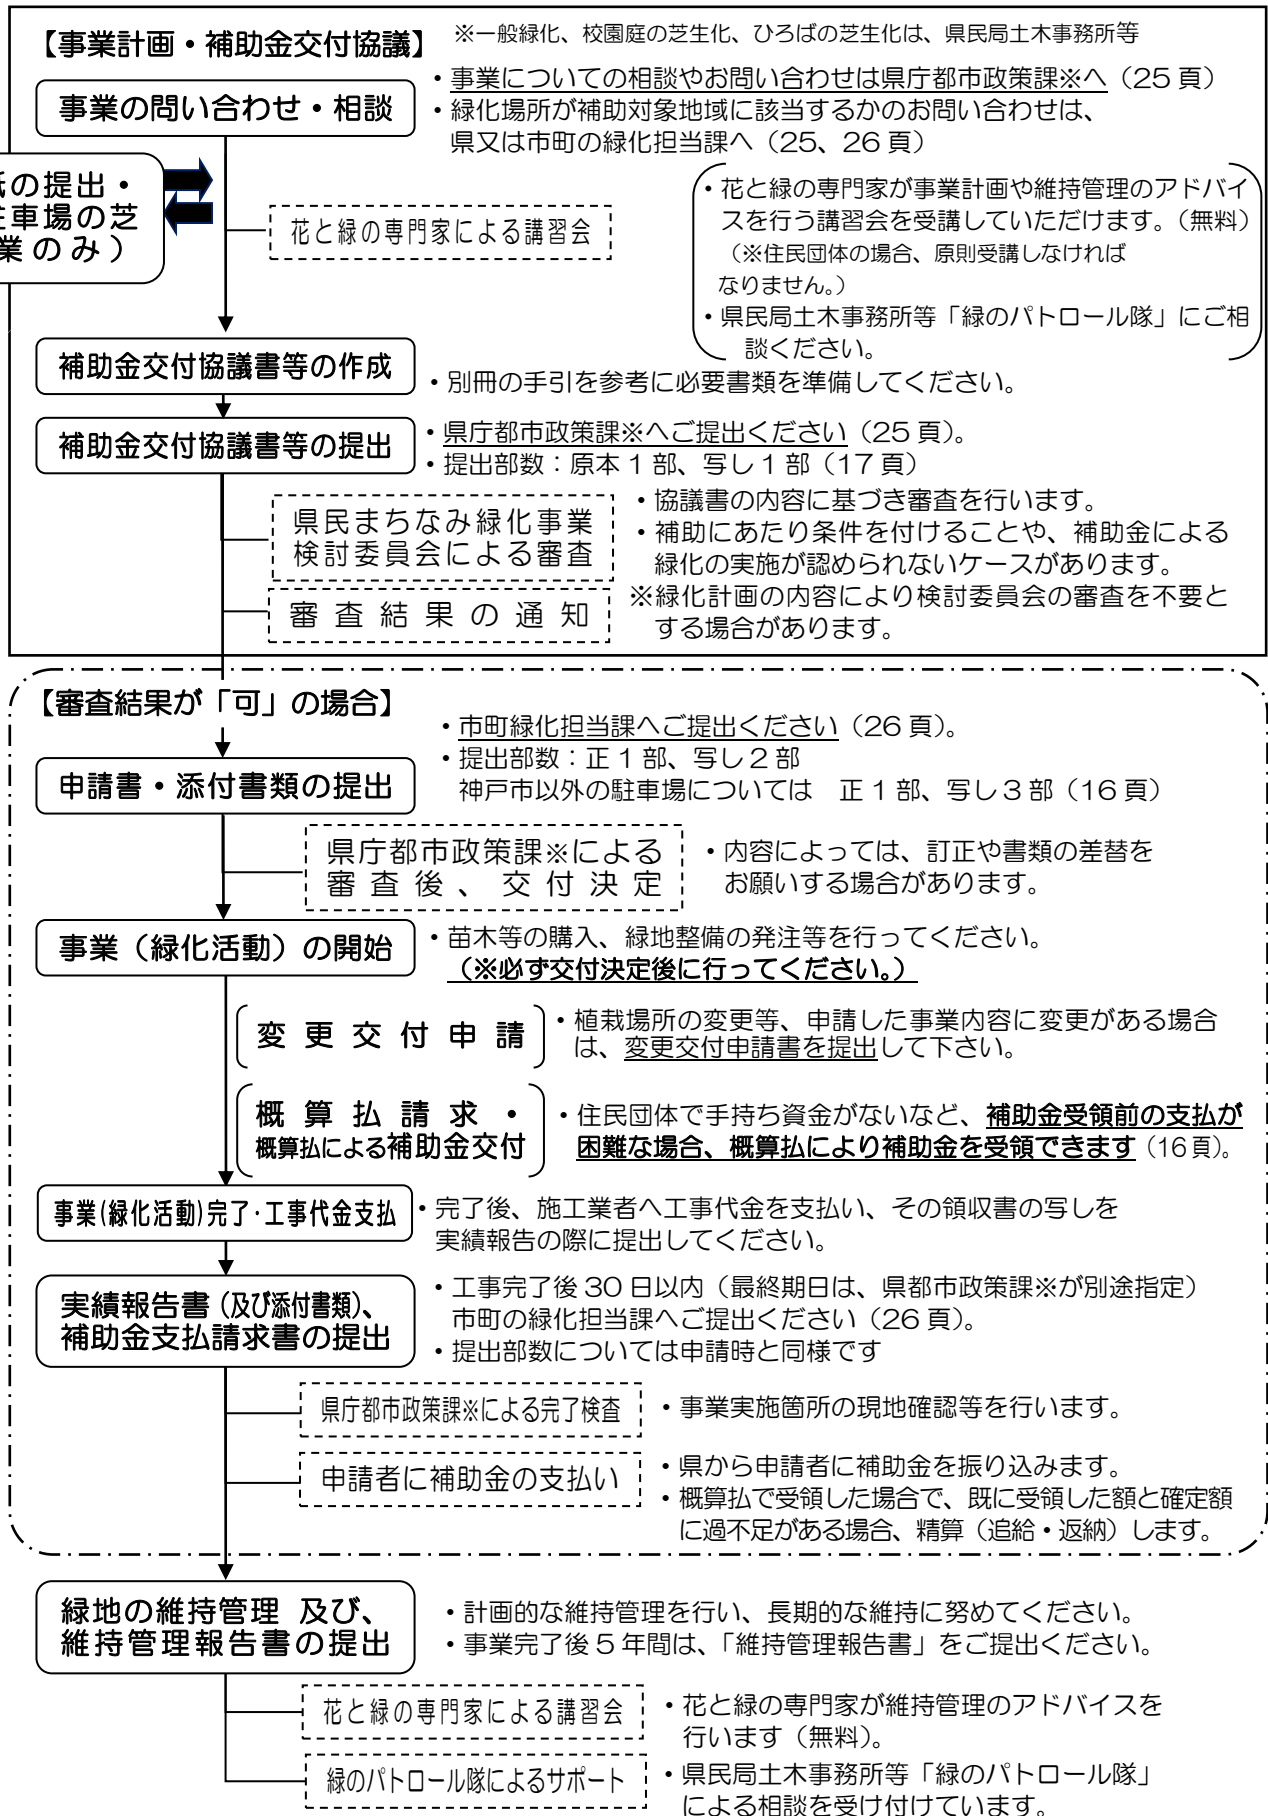 【事業計画・補助金交付協議】 ※一般緑化、校園庭の芝生化、ひろばの芝生化は、県民局土木事務所等
事業の問い合わせ・相談
・事業についての相談やお問い合わせは県庁都市政策課※へ（25頁）
・緑化場所が補助対象地域に該当するかのお問い合わせは、
県又は市町の緑化担当課へ（25、26頁）
の提出・
車場の芝
業のみ）
花と緑の専門家による講習会
・花と緑の専門家が事業計画や維持管理のアドバイ
スを行う講習会を受講していただけます。（無料）
（※住民団体の場合、原則受講しなければ
なりません。）
・県民局土木事務所等「緑のパトロール隊」にご相
談ください。
補助金交付協議書等の作成
・別冊の手引を参考に必要書類を準備してください。
補助金交付協議書等の提出
・県庁都市政策課※へご提出ください（25頁）。
・提出部数：原本1部、写し1部（17頁）
県民まちなみ緑化事業
検討委員会による審査
・協議書の内容に基づき審査を行います。
・補助にあたり条件を付けることや、補助金による
緑化の実施が認められないケースがあります。
※緑化計画の内容により検討委員会の審査を不要と
する場合があります。
審査結果の通知
【審査結果が「可」の場合】
・市町緑化担当課へご提出ください（26頁）。
・提出部数：正1部、写し2部
神戸市以外の駐車場については　正1部、写し3部（16頁）
申請書・添付書類の提出
県庁都市政策課※による
審査後、交付決定
・内容によっては、訂正や書類の差替を
お願いする場合があります。
事業（緑化活動）の開始
・苗木等の購入、緑地整備の発注等を行ってください。
（※必ず交付決定後に行ってください。）
変更交付申請
・植栽場所の変更等、申請した事業内容に変更がある場合
は、変更交付申請書を提出して下さい。
概算払請求・
概算払による補助金交付
・住民団体で手持ち資金がないなど、補助金受領前の支払が
困難な場合、概算払により補助金を受領できます（16頁）。
事業(緑化活動)完了・工事代金支払
・完了後、施工業者へ工事代金を支払い、その領収書の写しを
実績報告の際に提出してください。
実績報告書（及び添付書類）、
補助金支払請求書の提出
・工事完了後30日以内（最終期日は、県都市政策課※が別途指定）
市町の緑化担当課へご提出ください（26頁）。
・提出部数については申請時と同様です
県庁都市政策課※による完了検査
・事業実施箇所の現地確認等を行います。
申請者に補助金の支払い
・県から申請者に補助金を振り込みます。
・概算払で受領した場合で、既に受領した額と確定額
に過不足がある場合、精算（追給・返納）します。
緑地の維持管理 及び、
維持管理報告書の提出
・計画的な維持管理を行い、長期的な維持に努めてください。
・事業完了後5年間は、「維持管理報告書」をご提出ください。
花と緑の専門家による講習会
・花と緑の専門家が維持管理のアドバイスを
行います（無料）。
緑のパトロール隊によるサポート
・県民局土木事務所等「緑のパトロール隊」
による相談を受け付けています。